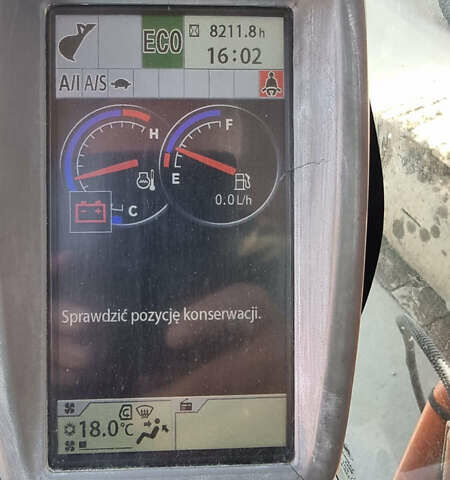 ECO
8211.8h
16:02
A/I A/S
H
F
E
C
0.0L/h
Sprawdzić pozycję konserwacji.
18.0°C